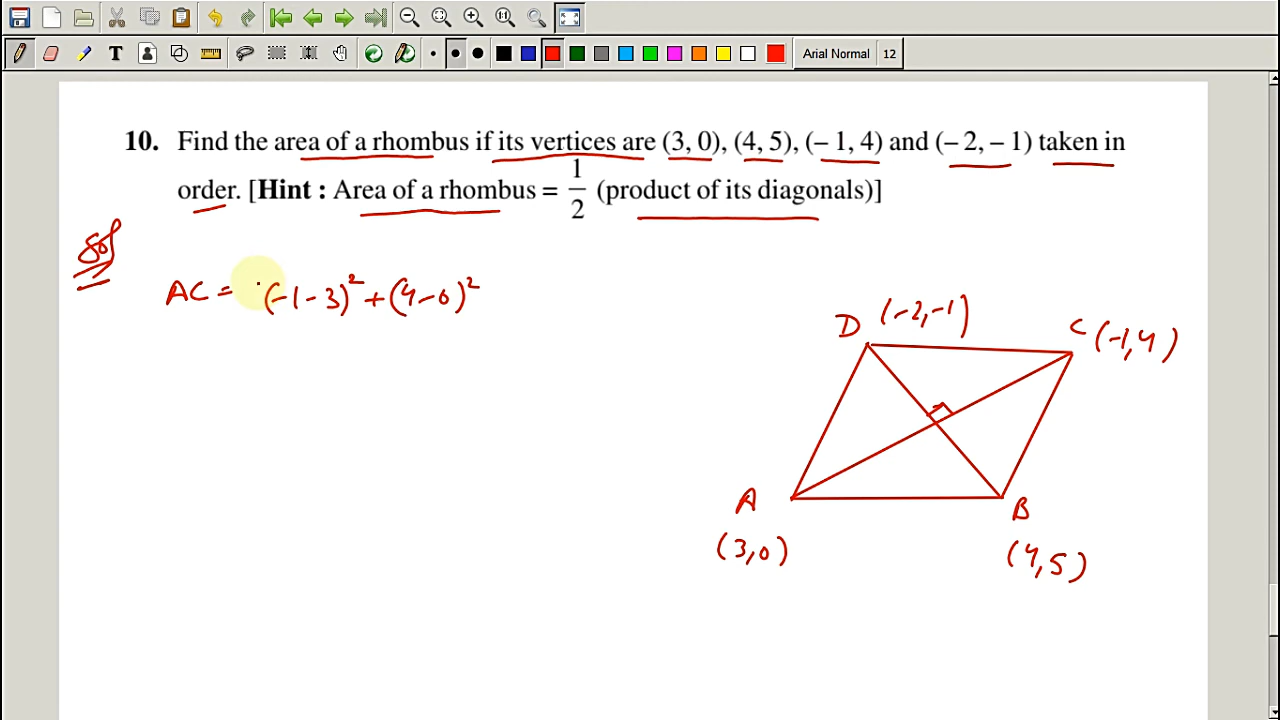 Arial Normal 12
10. Find the area of a rhombus if its vertices are (3, 0), (4, 5), (– 1, 4) and (– 2, – 1) taken in
order. [Hint : Area of a rhombus = 1/2 (product of its diagonals)]
Sol
AC = (-1-3)² + (4-0)²
D (-2,-1)
C (-1,4)
A
B
(3,0)
(4,5)